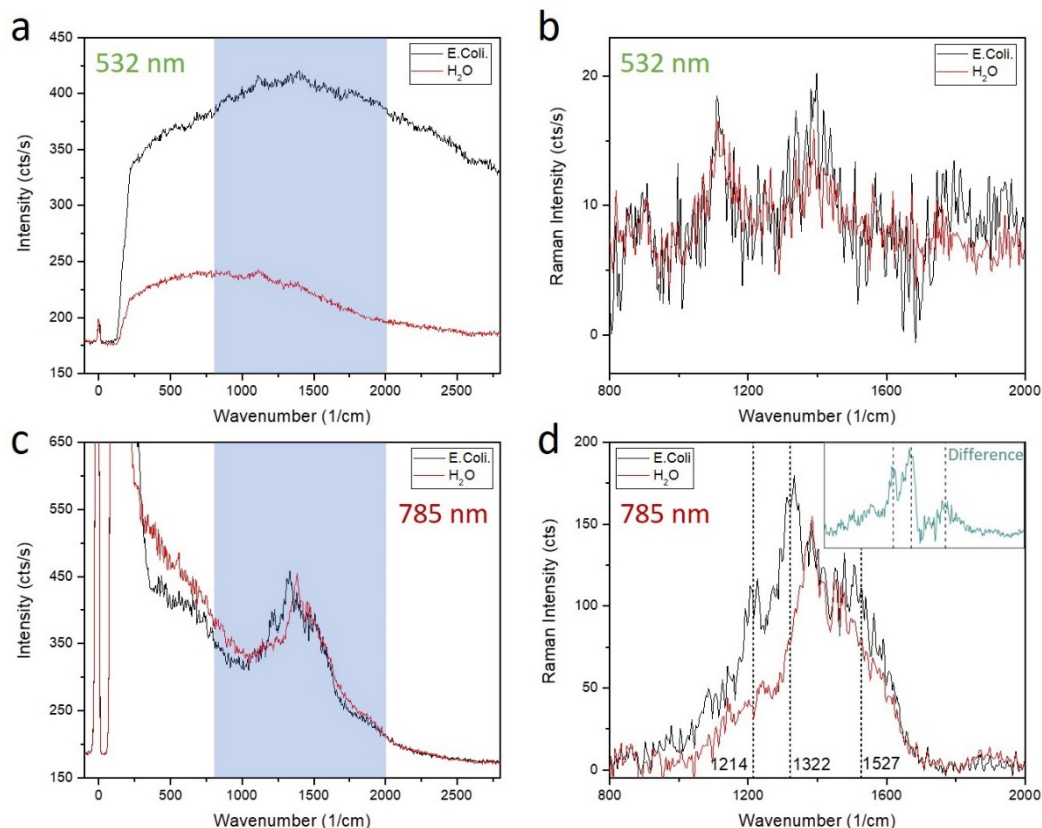 a
532 nm
E.Coli.
H₂O
Intensity (cts/s)
450
400
350
300
250
200
150
0 500 1000 1500 2000 2500
Wavenumber (1/cm)
b
532 nm
E.Coli.
H₂O
Raman Intensity (cts/s)
20
10
0
800 1200 1600 2000
Wavenumber (1/cm)
c
785 nm
E.Coli.
H₂O
Intensity (cts/s)
650
550
450
350
250
150
0 500 1000 1500 2000 2500
Wavenumber (1/cm)
d
785 nm
E.Coli.
H₂O
Difference
Raman Intensity (cts)
200
150
100
50
0
1214 1322 1527
800 1200 1600 2000
Wavenumber (1/cm)